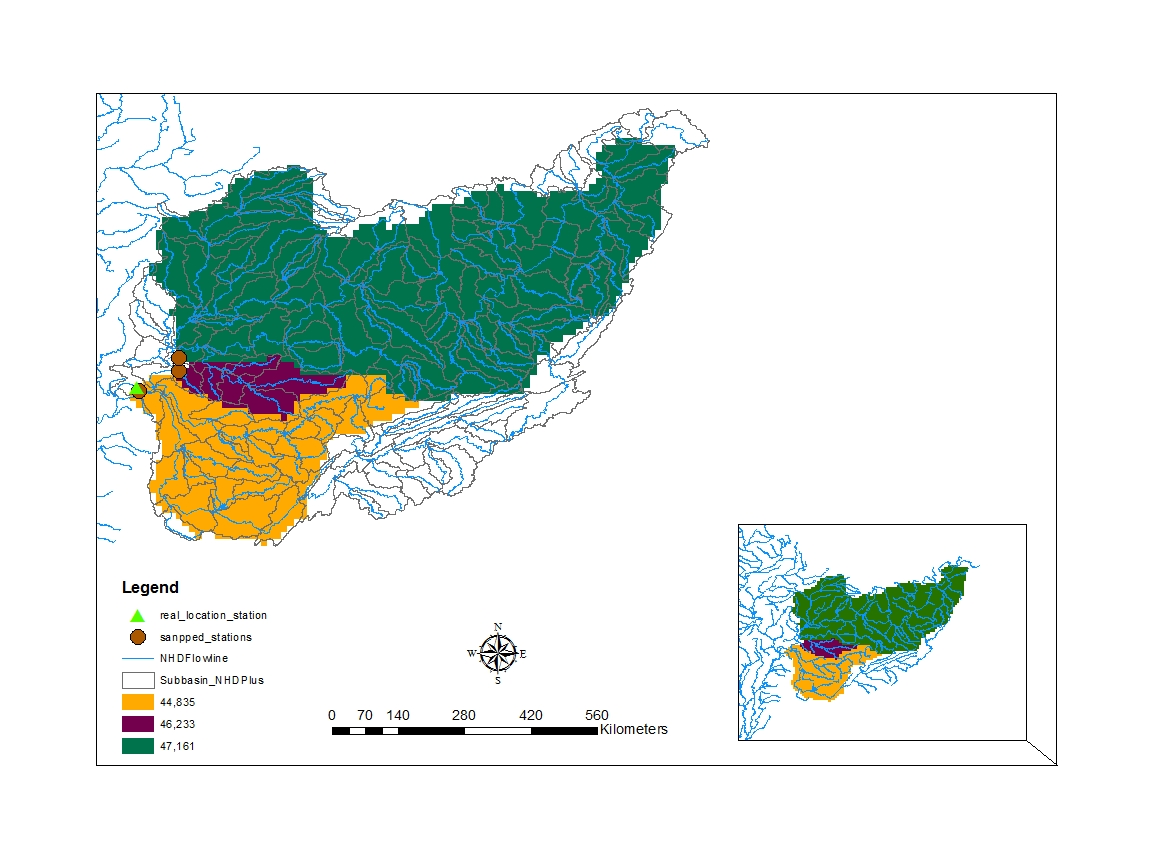 Legend
real_location_station
sanpped_stations
NHDFlowline
Subbasin_NHDPlus
44,835
46,233
47,161
N
W E
S
0 70 140 280 420 560
Kilometers